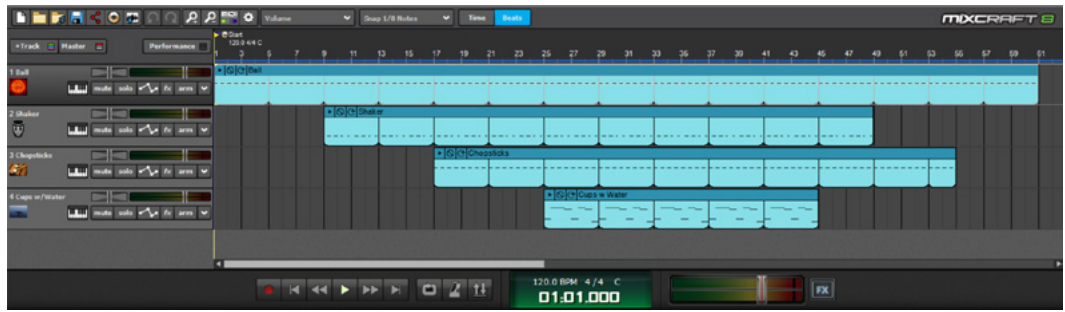 Volume Snap 1/8 Notes Time Beats MIXCRAFT 8
+Track Master Performance
Start
120.0 4/4 C
1 3 5 7 9 11 13 15 17 19 21 23 25 27 29 31 33 35 37 39 41 43 45 47 49 51 53 55 57 59 61
1 Ball Ball
mute solo fx arm
2 Shaker Shaker
mute solo fx arm
3 Chopsticks Chopsticks
mute solo fx arm
4 Cups w/Water Cups w Water
mute solo fx arm
120.0 BPM 4/4 C
01:01.000
FX